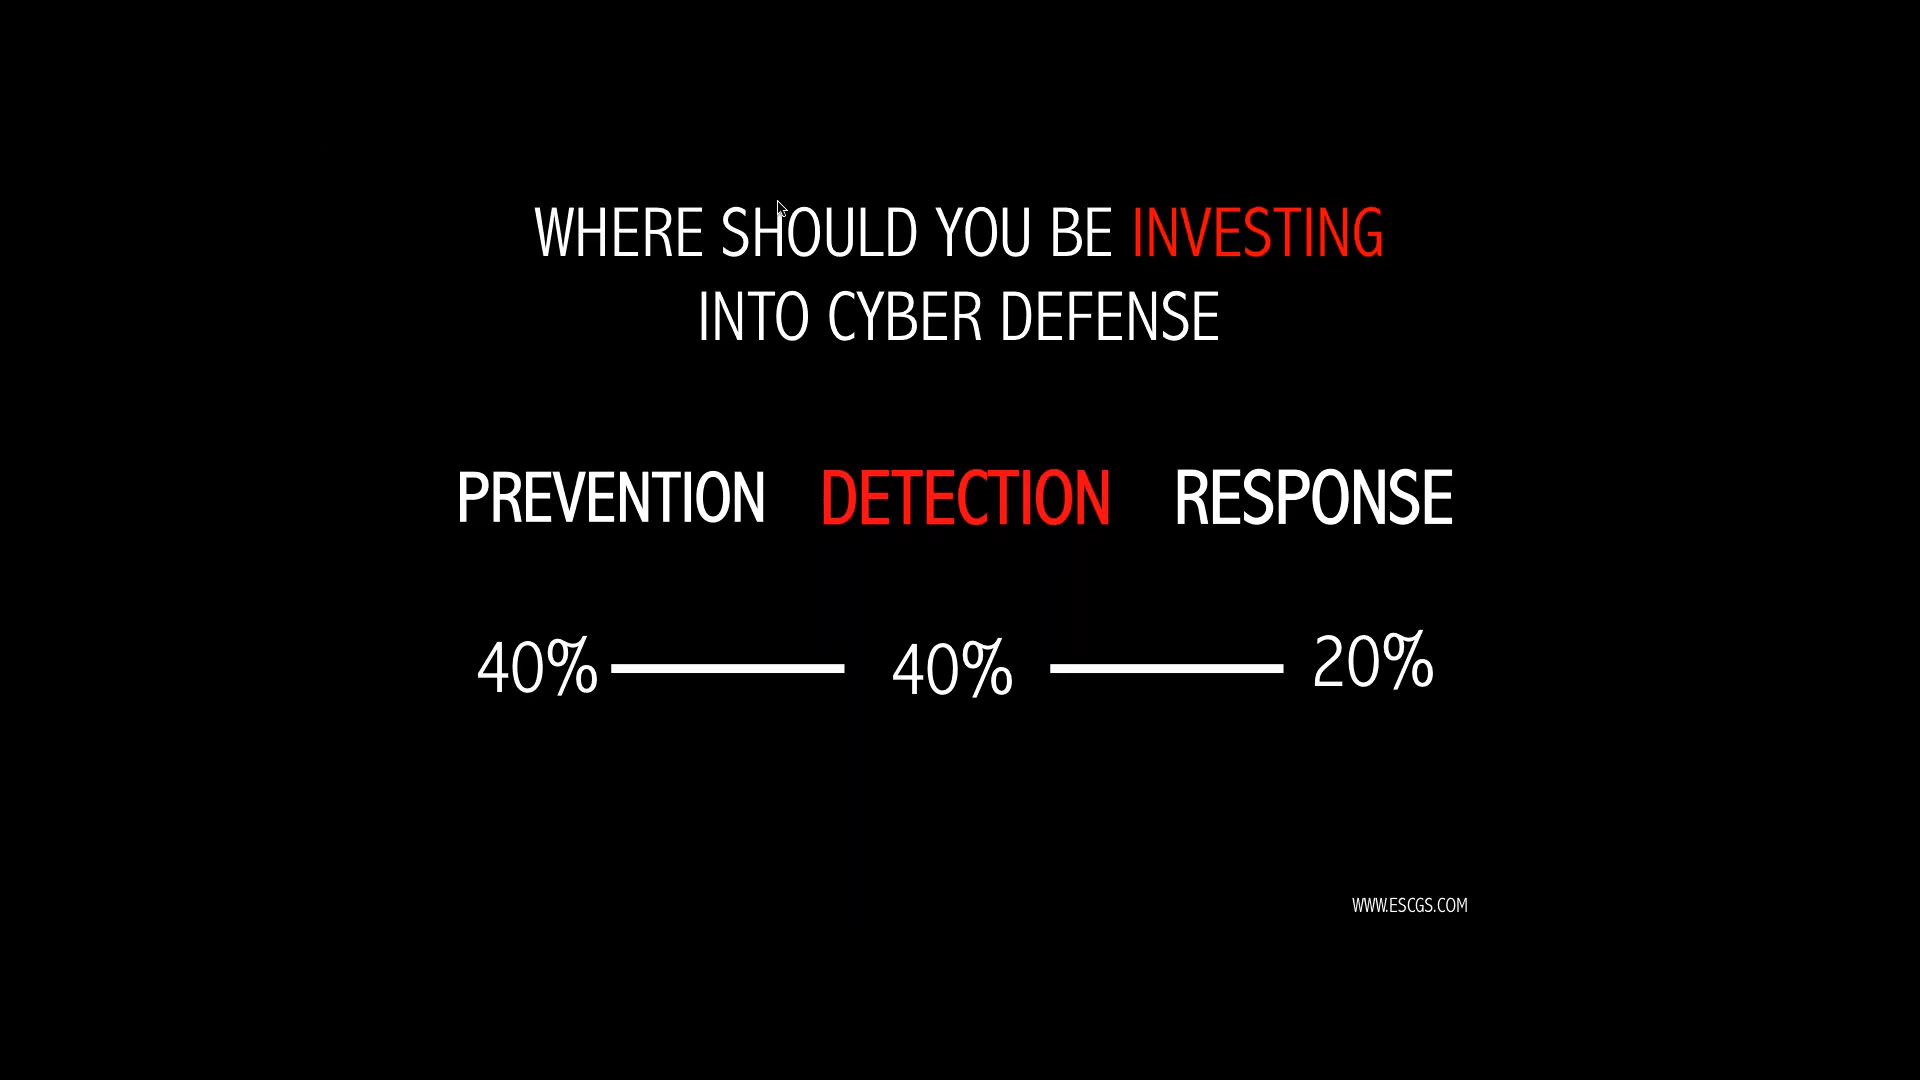 WHERE SHOULD YOU BE INVESTING
INTO CYBER DEFENSE
PREVENTION DETECTION RESPONSE
40% 40% 20%
WWW.ESCGS.COM